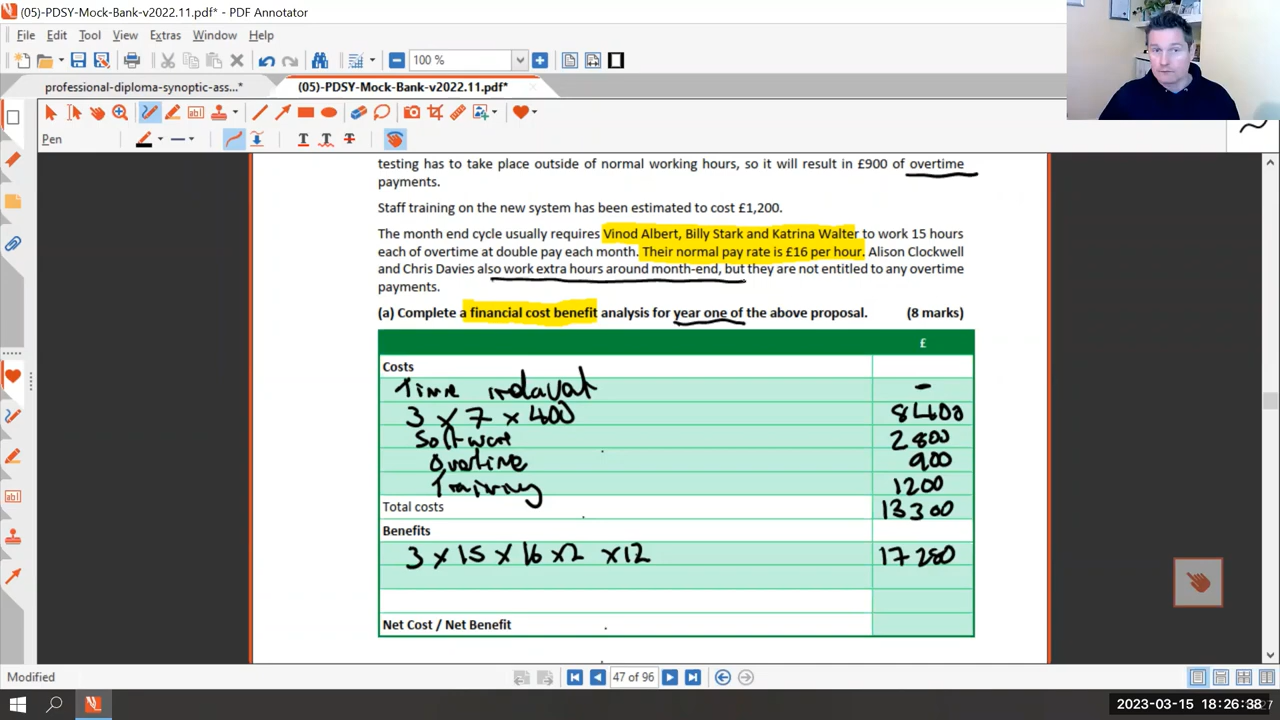 (05)-PDSY-Mock-Bank-v2022.11.pdf* - PDF Annotator
File Edit Tool View Extras Window Help
100 %
professional-diploma-synoptic-ass...* (05)-PDSY-Mock-Bank-v2022.11.pdf*
Pen
testing has to take place outside of normal working hours, so it will result in £900 of overtime
payments.
Staff training on the new system has been estimated to cost £1,200.
The month end cycle usually requires Vinod Albert, Billy Stark and Katrina Walter to work 15 hours
each of overtime at double pay each month. Their normal pay rate is £16 per hour. Alison Clockwell
and Chris Davies also work extra hours around month-end, but they are not entitled to any overtime
payments.
(a) Complete a financial cost benefit analysis for year one of the above proposal. (8 marks)
£
Costs
Time -
3 x 7 x 400 8400
Software 2800
Overtime 900
Training 1200
Total costs 13300
Benefits
3 x 15 x 16 x2 x12 17280
Net Cost / Net Benefit
Modified 47 of 96
2023-03-15 18:26:38